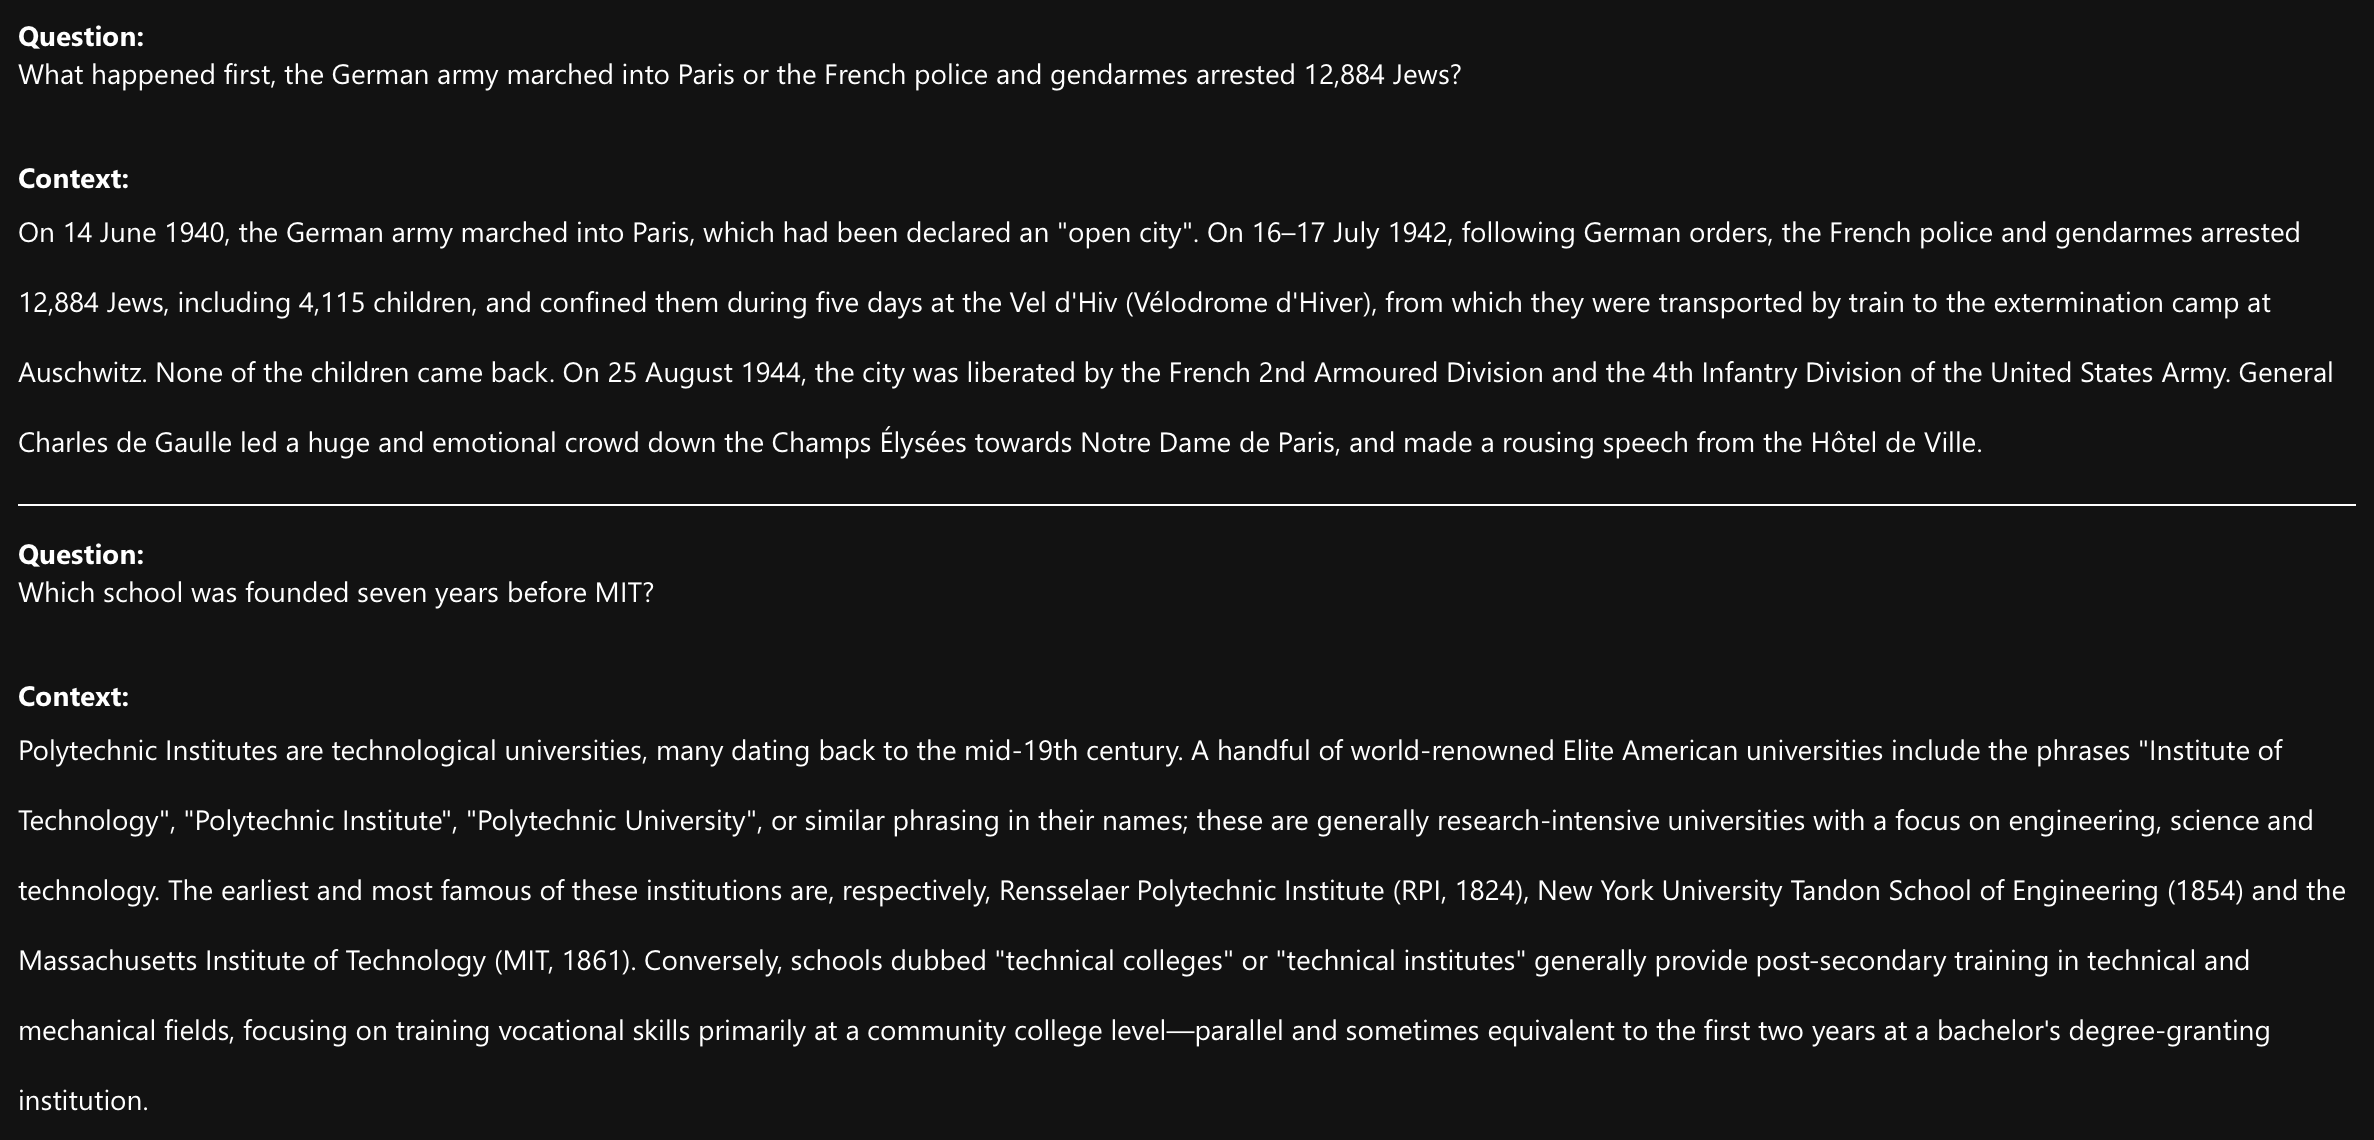 Question:
What happened first, the German army marched into Paris or the French police and gendarmes arrested 12,884 Jews?
Context:
On 14 June 1940, the German army marched into Paris, which had been declared an "open city". On 16–17 July 1942, following German orders, the French police and gendarmes arrested
12,884 Jews, including 4,115 children, and confined them during five days at the Vel d'Hiv (Vélodrome d'Hiver), from which they were transported by train to the extermination camp at
Auschwitz. None of the children came back. On 25 August 1944, the city was liberated by the French 2nd Armoured Division and the 4th Infantry Division of the United States Army. General
Charles de Gaulle led a huge and emotional crowd down the Champs Élysées towards Notre Dame de Paris, and made a rousing speech from the Hôtel de Ville.
Question:
Which school was founded seven years before MIT?
Context:
Polytechnic Institutes are technological universities, many dating back to the mid-19th century. A handful of world-renowned Elite American universities include the phrases "Institute of
Technology", "Polytechnic Institute", "Polytechnic University", or similar phrasing in their names; these are generally research-intensive universities with a focus on engineering, science and
technology. The earliest and most famous of these institutions are, respectively, Rensselaer Polytechnic Institute (RPI, 1824), New York University Tandon School of Engineering (1854) and the
Massachusetts Institute of Technology (MIT, 1861). Conversely, schools dubbed "technical colleges" or "technical institutes" generally provide post-secondary training in technical and
mechanical fields, focusing on training vocational skills primarily at a community college level—parallel and sometimes equivalent to the first two years at a bachelor's degree-granting
institution.